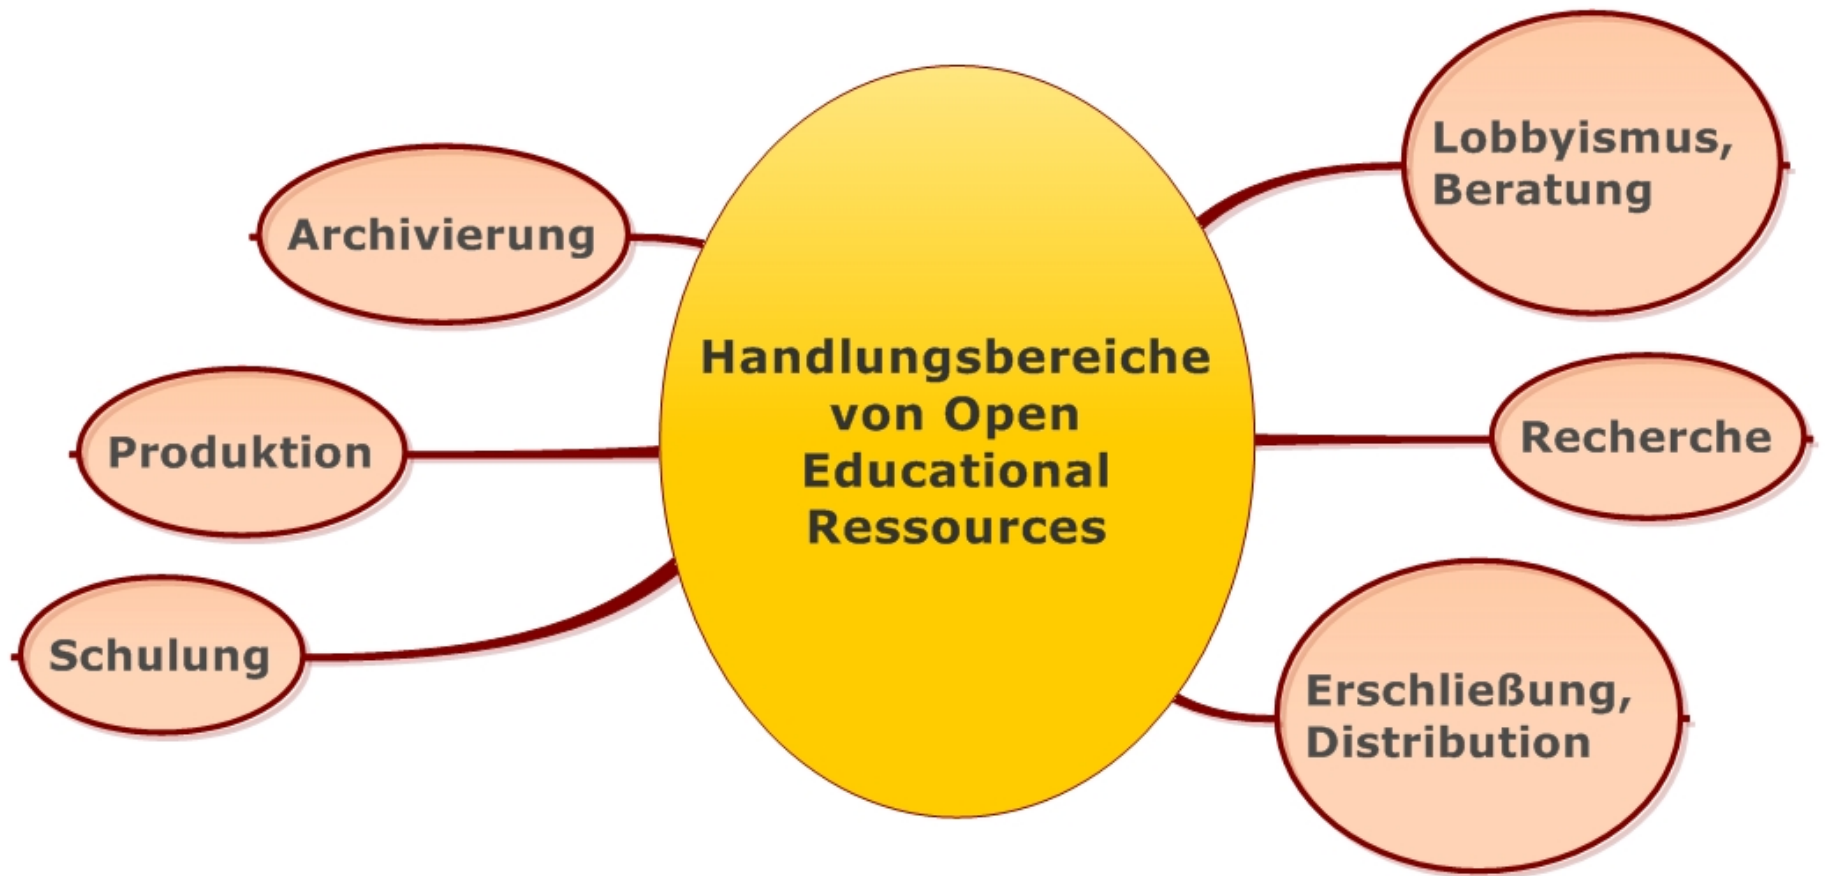 Handlungsbereiche
von Open
Educational
Ressources
Lobbyismus,
Beratung
Recherche
Erschließung,
Distribution
Archivierung
Produktion
Schulung